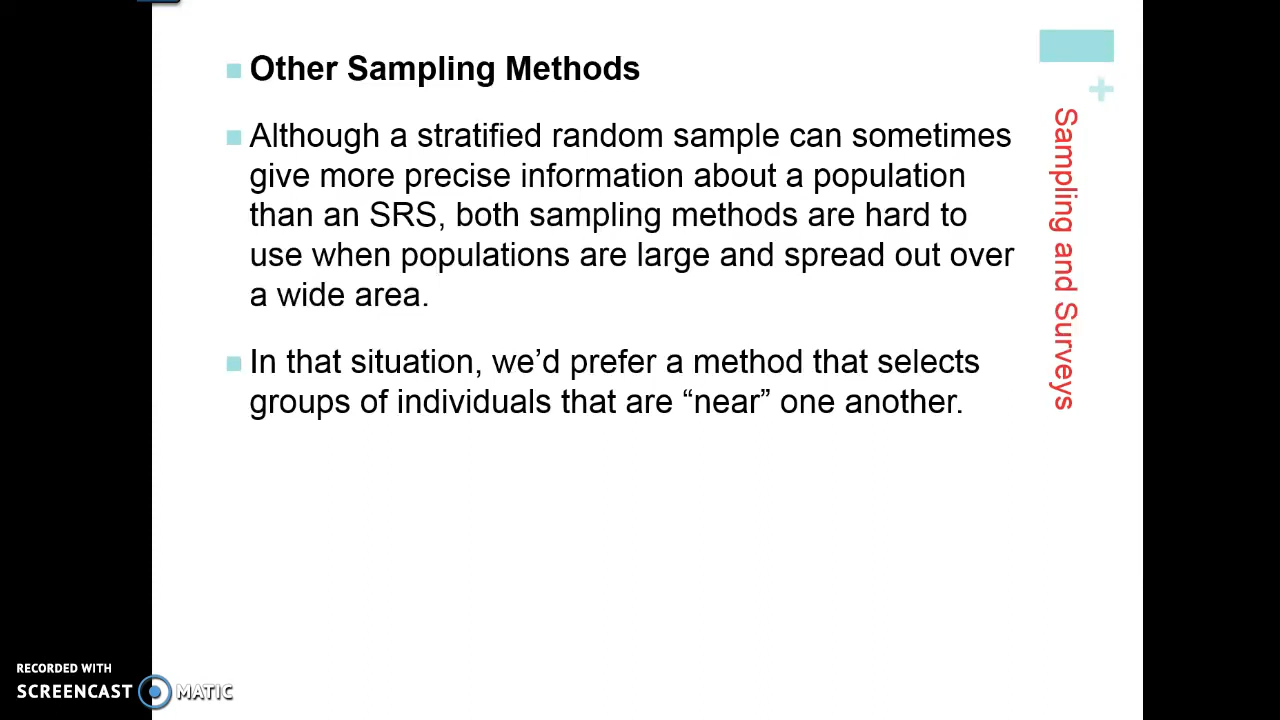 Other Sampling Methods
Although a stratified random sample can sometimes
give more precise information about a population
than an SRS, both sampling methods are hard to
use when populations are large and spread out over
a wide area.
In that situation, we’d prefer a method that selects
groups of individuals that are “near” one another.
+
Sampling and Surveys
RECORDED WITH
SCREENCAST MATIC